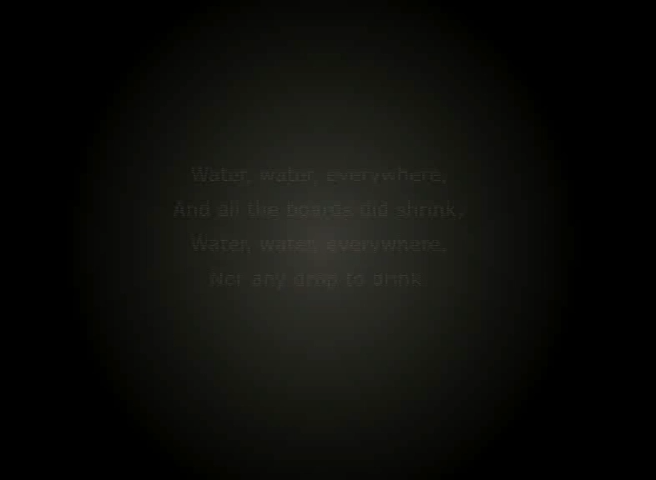 Water, water, everywhere,
And all the boards did shrink,
Water, water, everywhere,
Nor any drop to drink